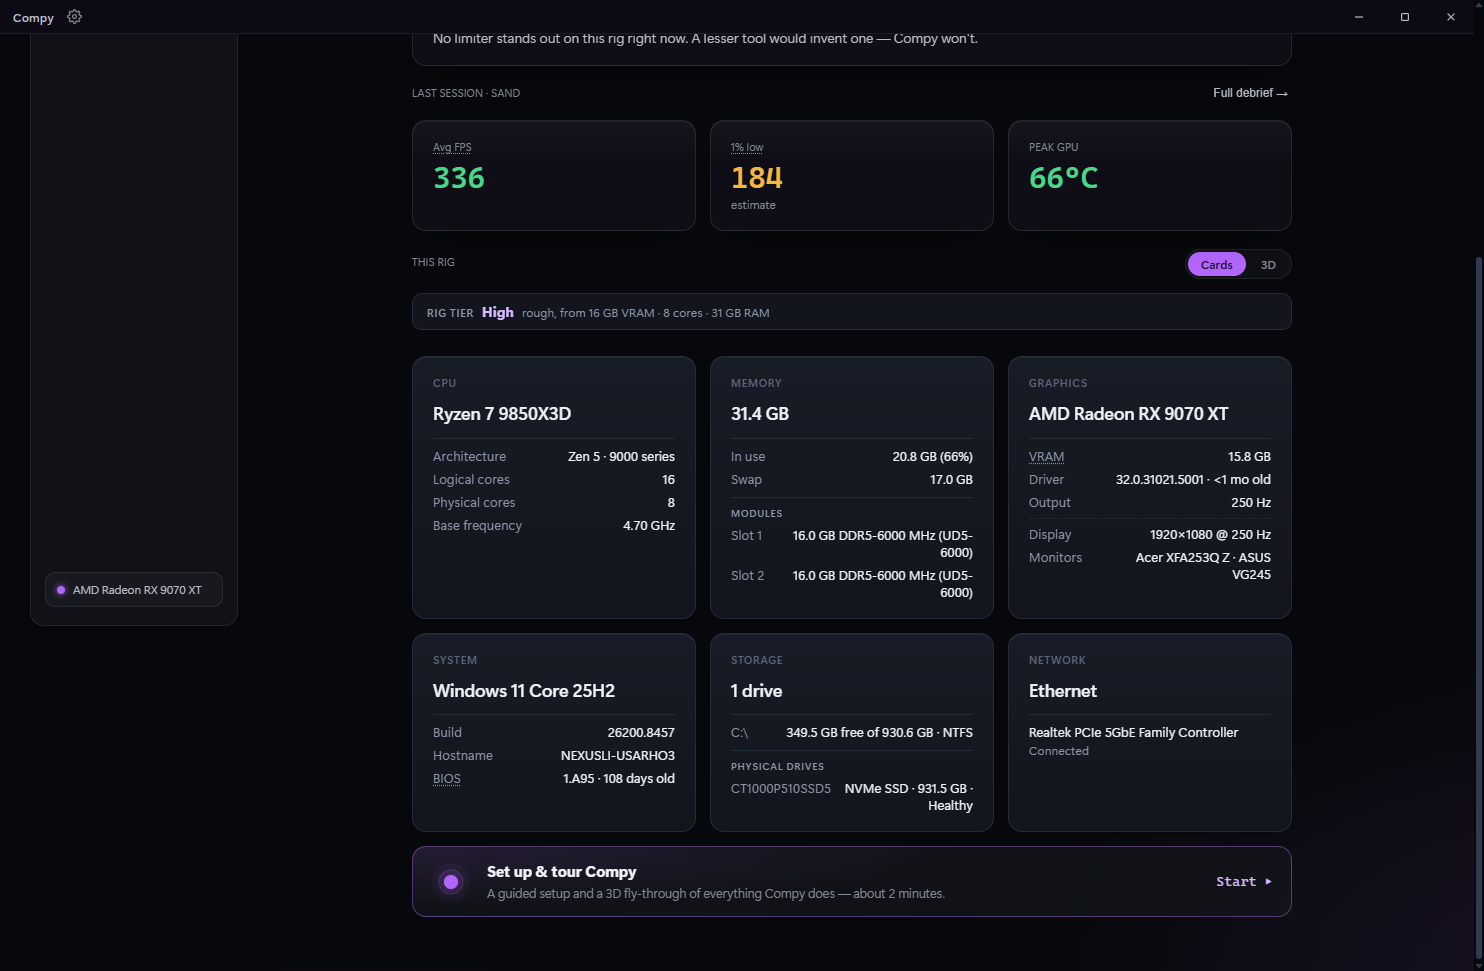 Compy
No limiter stands out on this rig right now. A lesser tool would invent one — Compy won't.
LAST SESSION · SAND
Full debrief →
Avg FPS
336
1% low
184
estimate
PEAK GPU
66°C
THIS RIG
Cards
3D
RIG TIER High rough, from 16 GB VRAM · 8 cores · 31 GB RAM
CPU
Ryzen 7 9850X3D
Architecture Zen 5 · 9000 series
Logical cores 16
Physical cores 8
Base frequency 4.70 GHz
MEMORY
31.4 GB
In use 20.8 GB (66%)
Swap 17.0 GB
MODULES
Slot 1 16.0 GB DDR5-6000 MHz (UD5-
6000)
Slot 2 16.0 GB DDR5-6000 MHz (UD5-
6000)
GRAPHICS
AMD Radeon RX 9070 XT
VRAM 15.8 GB
Driver 32.0.31021.5001 · <1 mo old
Output 250 Hz
Display 1920×1080 @ 250 Hz
Monitors Acer XFA253Q Z · ASUS
VG245
AMD Radeon RX 9070 XT
SYSTEM
Windows 11 Core 25H2
Build 26200.8457
Hostname NEXUSLI-USARHO3
BIOS 1.A95 · 108 days old
STORAGE
1 drive
C:\ 349.5 GB free of 930.6 GB · NTFS
PHYSICAL DRIVES
CT1000P510SSD5 NVMe SSD · 931.5 GB ·
Healthy
NETWORK
Ethernet
Realtek PCIe 5GbE Family Controller
Connected
Set up & tour Compy
A guided setup and a 3D fly-through of everything Compy does — about 2 minutes.
Start ▸